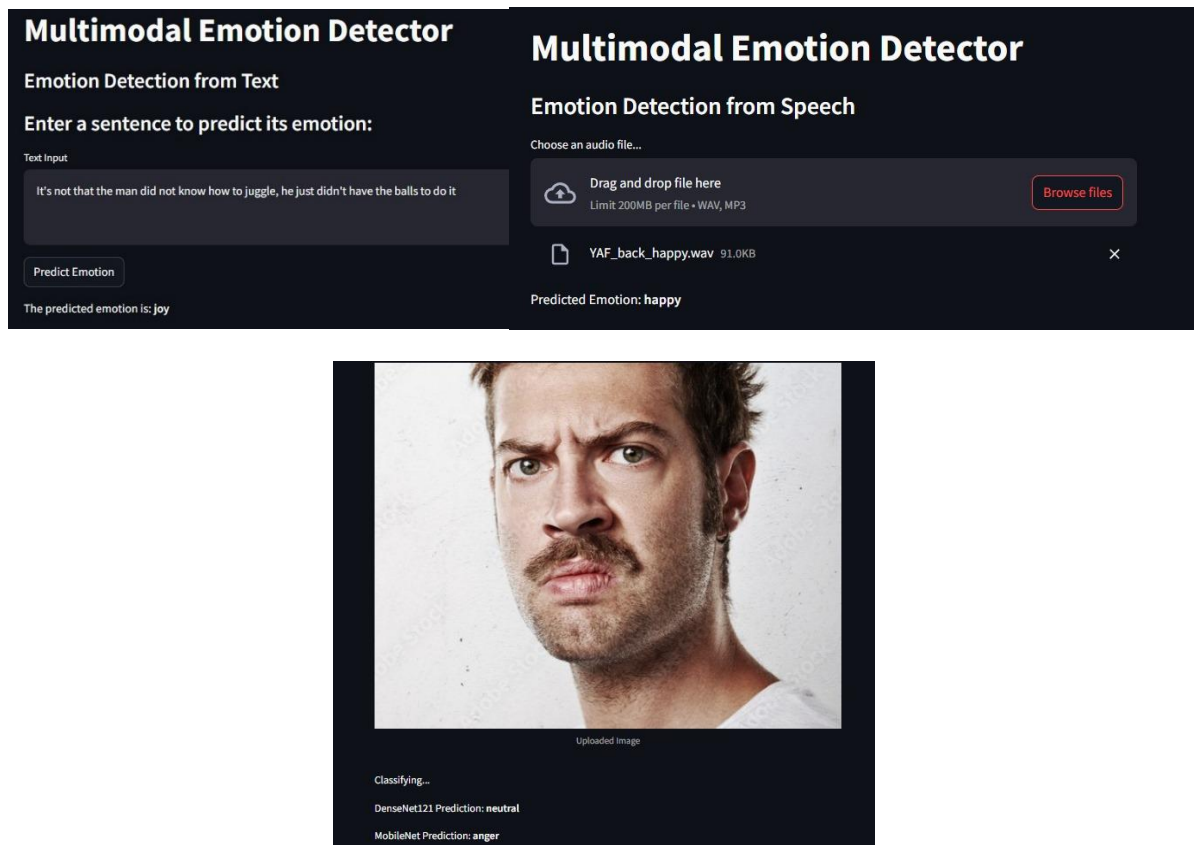 Multimodal Emotion Detector
Emotion Detection from Text
Enter a sentence to predict its emotion:
Text Input
It's not that the man did not know how to juggle, he just didn't have the balls to do it
Predict Emotion
The predicted emotion is: joy
Multimodal Emotion Detector
Emotion Detection from Speech
Choose an audio file...
Drag and drop file here
Limit 200MB per file • WAV, MP3
Browse files
YAF_back_happy.wav 91.0KB
Predicted Emotion: happy
Uploaded Image
Classifying...
DenseNet121 Prediction: neutral
MobileNet Prediction: anger